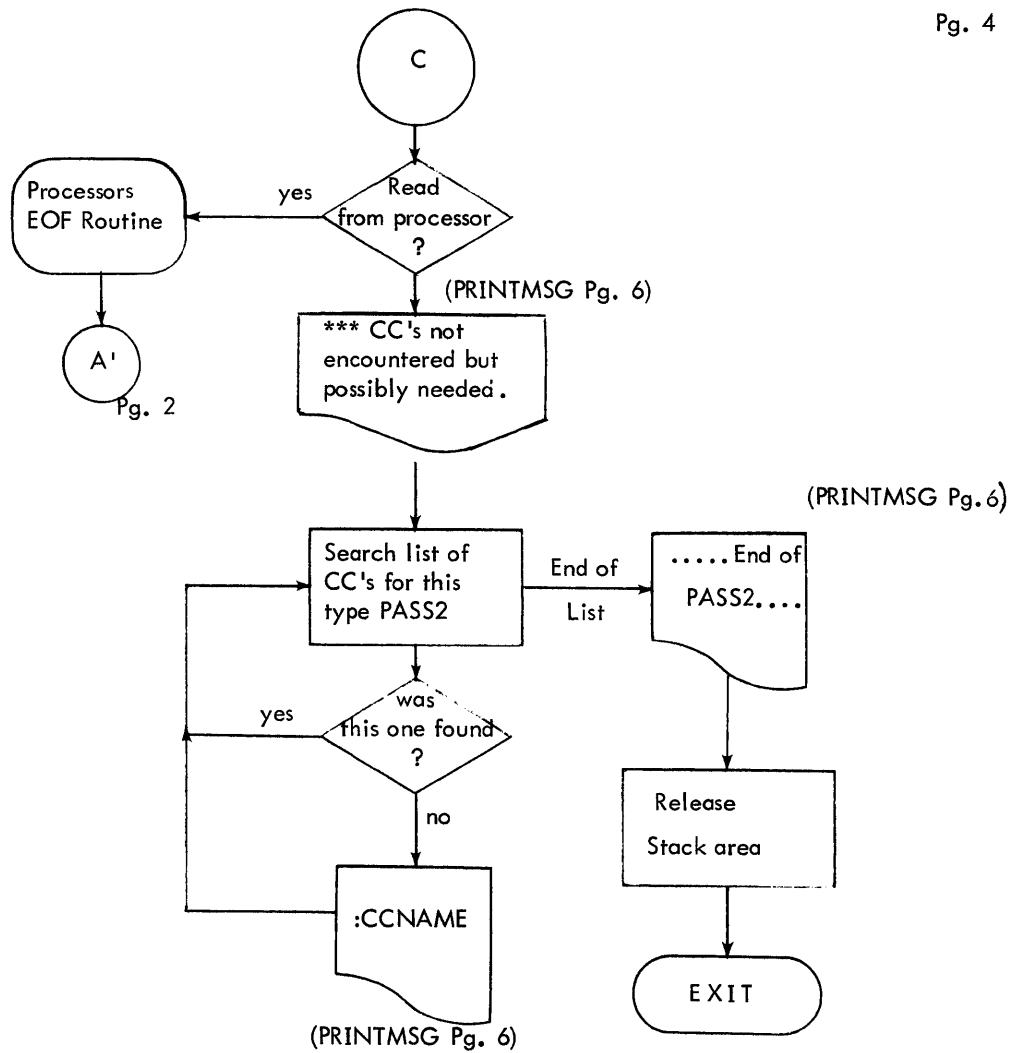 Pg. 4
C
Read
from processor
?
yes
Processors
EOF Routine
A'
Pg. 2
(PRINTMSG Pg. 6)
*** CC's not
encountered but
possibly needed.
Search list of
CC's for this
type PASS2
End of
List
(PRINTMSG Pg.6)
.....End of
PASS2....
was
this one found
?
yes
no
:CCNAME
(PRINTMSG Pg. 6)
Release
Stack area
EXIT